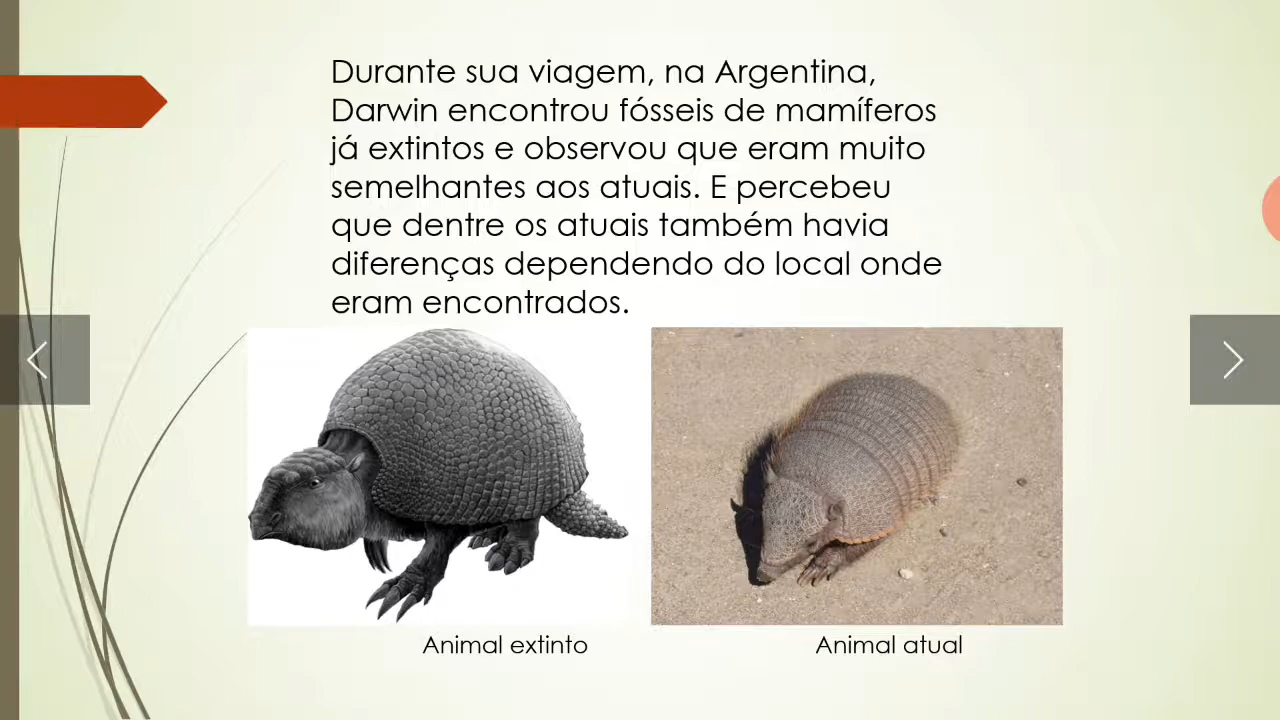 Durante sua viagem, na Argentina,
Darwin encontrou fósseis de mamíferos
já extintos e observou que eram muito
semelhantes aos atuais. E percebeu
que dentre os atuais também havia
diferenças dependendo do local onde
eram encontrados.
Animal extinto
Animal atual